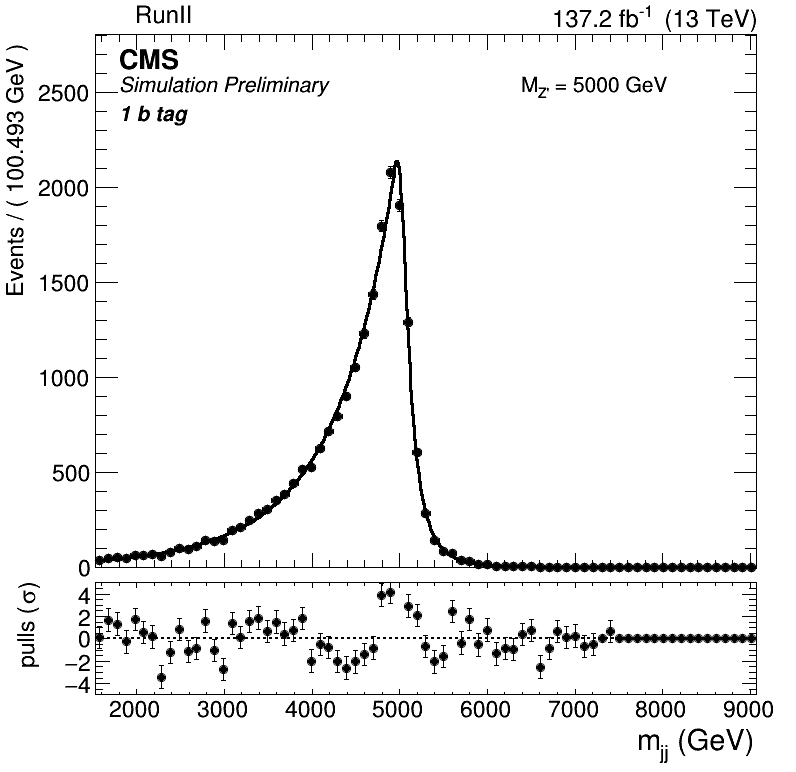 RunII 137.2 fb⁻¹ (13 TeV)
CMS
Simulation Preliminary
M_Z' = 5000 GeV
1 b tag
Events / ( 100.493 GeV )
2500
2000
1500
1000
500
0
pulls (σ)
4
2
0
−2
−4
2000 3000 4000 5000 6000 7000 8000 9000
m_jj (GeV)